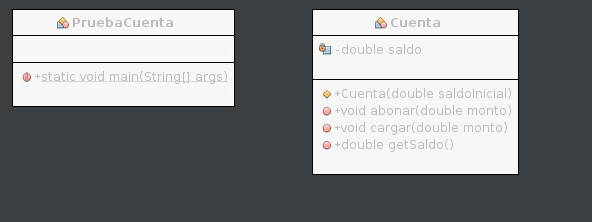 PruebaCuenta
+static void main(String[] args)
Cuenta
-double saldo
+Cuenta(double saldoInicial)
+void abonar(double monto)
+void cargar(double monto)
+double getSaldo()